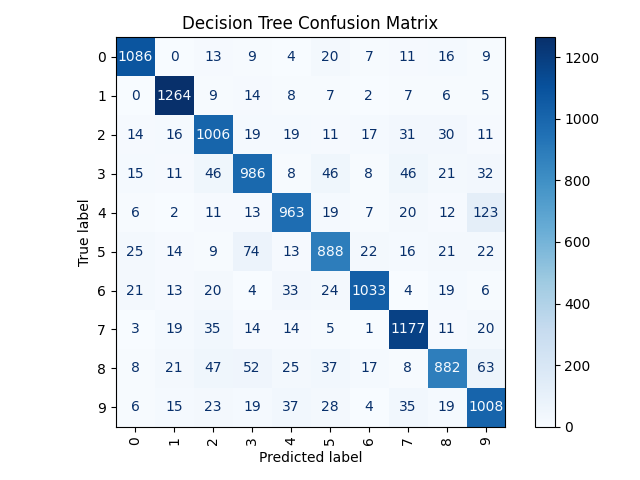 Decision Tree Confusion Matrix
0 1086 0 13 9 4 20 7 11 16 9
1 0 1264 9 14 8 7 2 7 6 5
2 14 16 1006 19 19 11 17 31 30 11
3 15 11 46 986 8 46 8 46 21 32
4 6 2 11 13 963 19 7 20 12 123
5 25 14 9 74 13 888 22 16 21 22
6 21 13 20 4 33 24 1033 4 19 6
7 3 19 35 14 14 5 1 1177 11 20
8 8 21 47 52 25 37 17 8 882 63
9 6 15 23 19 37 28 4 35 19 1008
0 1 2 3 4 5 6 7 8 9
Predicted label
True label
1200
1000
800
600
400
200
0